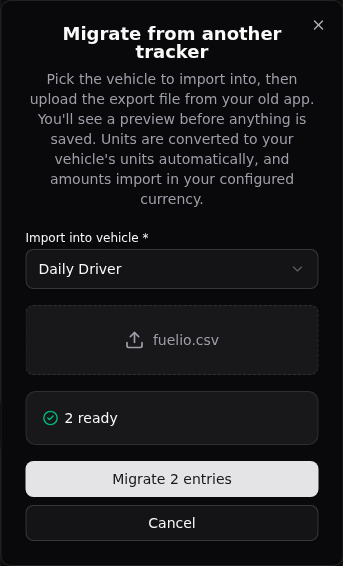 Migrate from another
tracker
Pick the vehicle to import into, then
upload the export file from your old app.
You'll see a preview before anything is
saved. Units are converted to your
vehicle's units automatically, and
amounts import in your configured
currency.
Import into vehicle *
Daily Driver
fuelio.csv
2 ready
Migrate 2 entries
Cancel